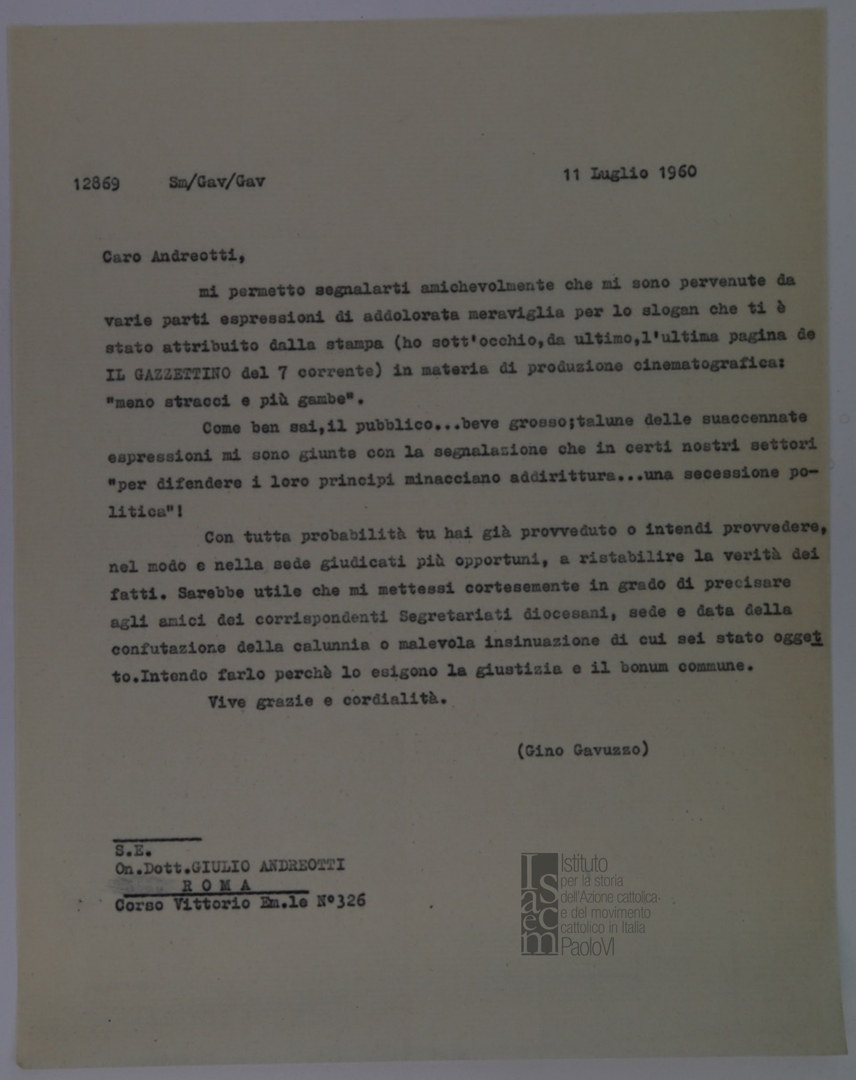 12869 Sm/Gav/Gav 11 Luglio 1960
Caro Andreotti,
mi permetto segnalarti amichevolmente che mi sono pervenute da
varie parti espressioni di addolorata meraviglia per lo slogan che ti è
stato attribuito dalla stampa (ho sott'occhio,da ultimo,l'ultima pagina de
IL GAZZETTINO del 7 corrente) in materia di produzione cinematografica:
"meno stracci e più gambe".
Come ben sai,il pubblico...beve grosso;talune delle suaccennate
espressioni mi sono giunte con la segnalazione che in certi nostri settori
"per difendere i loro principi minacciano addirittura...una secessione po-
litica"!
Con tutta probabilità tu hai già provveduto o intendi provvedere,
nel modo e nella sede giudicati più opportuni, a ristabilire la verità dei
fatti. Sarebbe utile che mi mettessi cortesemente in grado di precisare
agli amici dei corrispondenti Segretariati diocesani, sede e data della
confutazione della calunnia o malevola insinuazione di cui sei stato ogget
to.Intendo farlo perchè lo esigono la giustizia e il bonum commune.
Vive grazie e cordialità.
(Gino Gavuzzo)
S.E.
On.Dott.GIULIO ANDREOTTI
R O M A
Corso Vittorio Em.le N°326
Isacem
Istituto
per la storia
dell'Azione cattolica
e del movimento
cattolico in Italia
PaoloVI